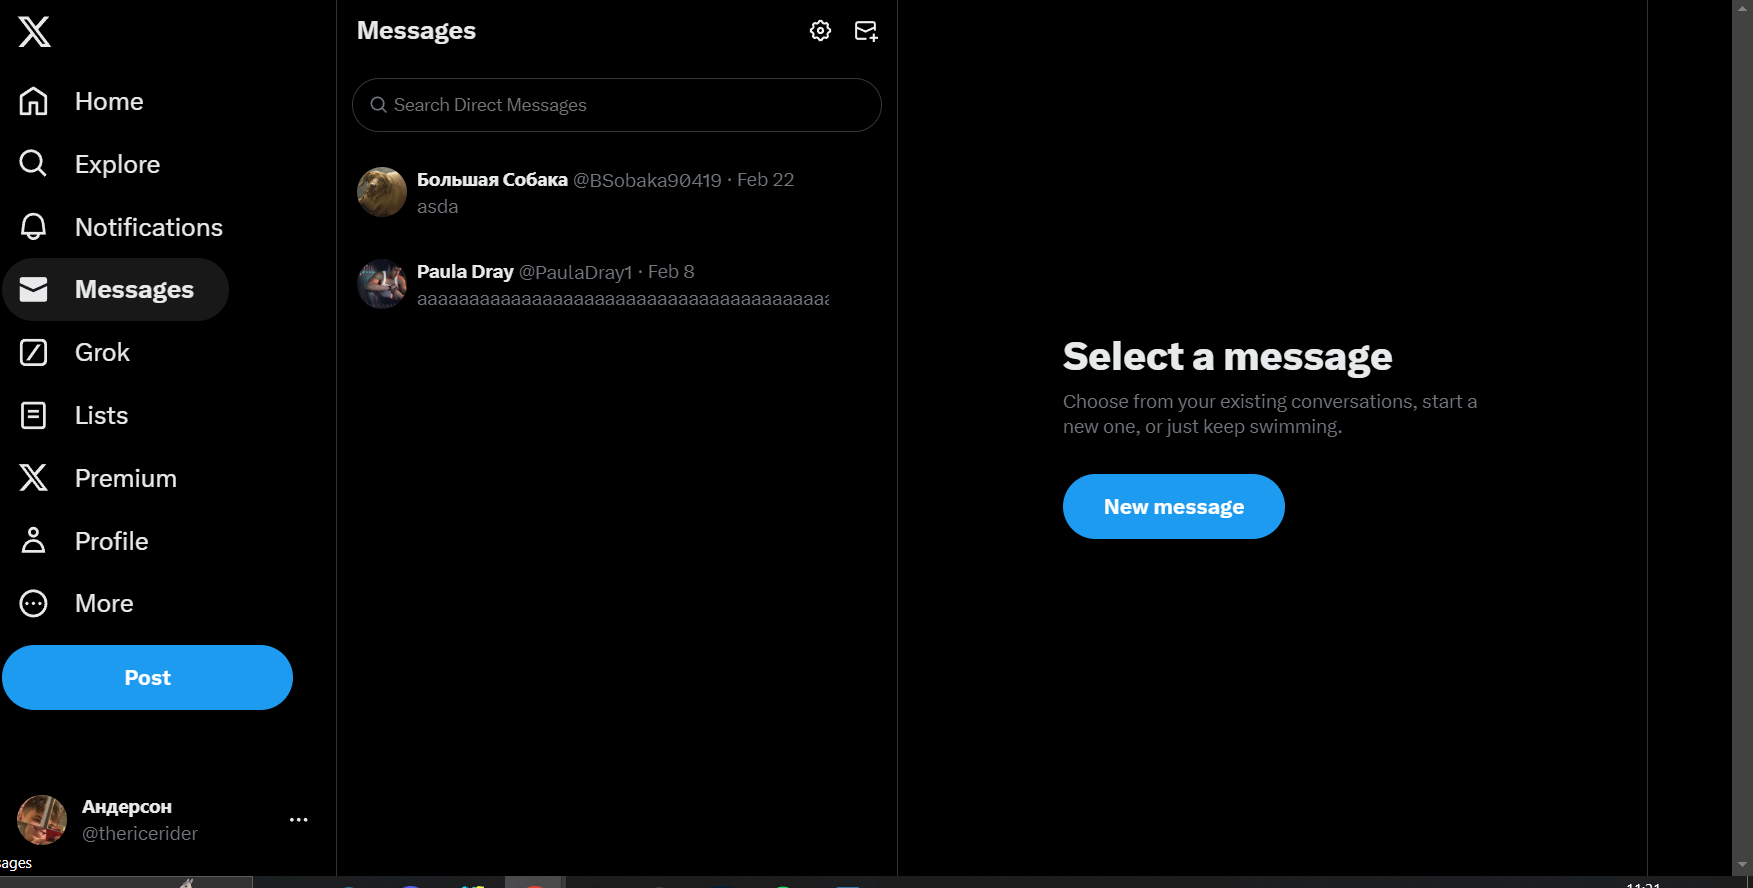 Home
Explore
Notifications
Messages
Grok
Lists
Premium
Profile
More
Post
Андерсон
@thericerider
Messages
Search Direct Messages
Большая Собака @BSobaka90419 · Feb 22
asda
Paula Dray @PaulaDray1 · Feb 8
Select a message
Choose from your existing conversations, start a
new one, or just keep swimming.
New message